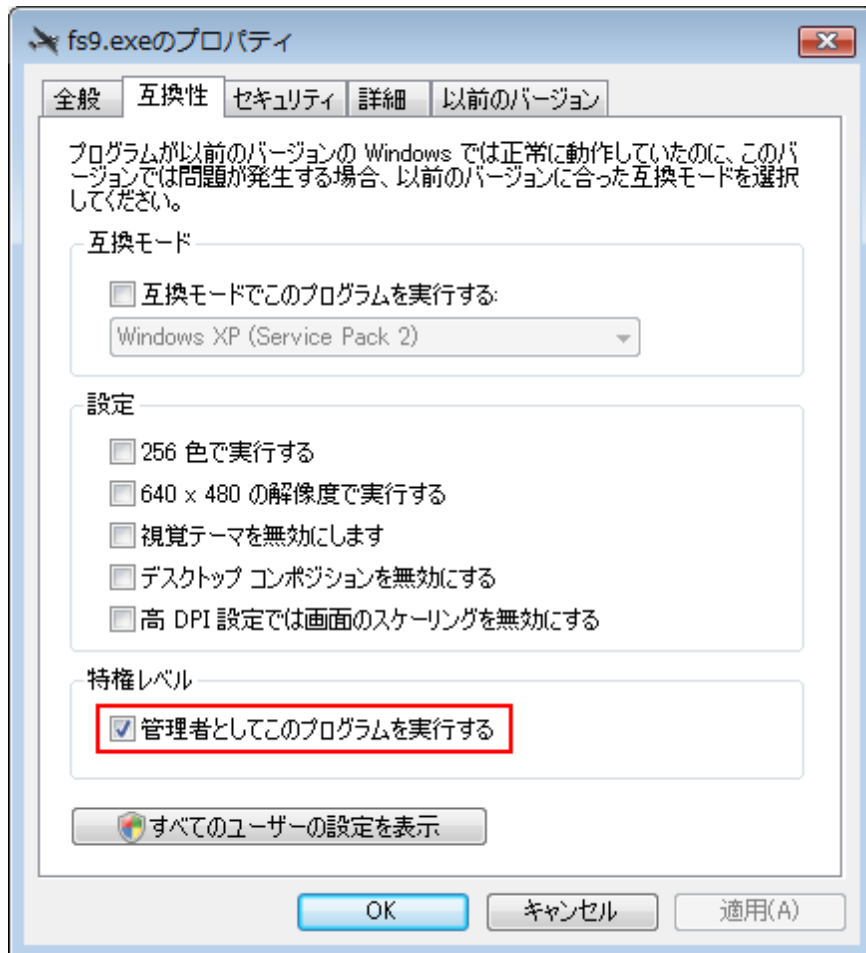 fs9.exeのプロパティ
全般 互換性 セキュリティ 詳細 以前のバージョン
プログラムが以前のバージョンの Windows では正常に動作していたのに、このバ
ージョンでは問題が発生する場合、以前のバージョンに合った互換モードを選択
してください。
互換モード
互換モードでこのプログラムを実行する:
Windows XP (Service Pack 2)
設定
256 色で実行する
640 x 480 の解像度で実行する
視覚テーマを無効にします
デスクトップ コンポジションを無効にする
高 DPI 設定では画面のスケーリングを無効にする
特権レベル
管理者としてこのプログラムを実行する
すべてのユーザーの設定を表示
OK キャンセル 適用(A)